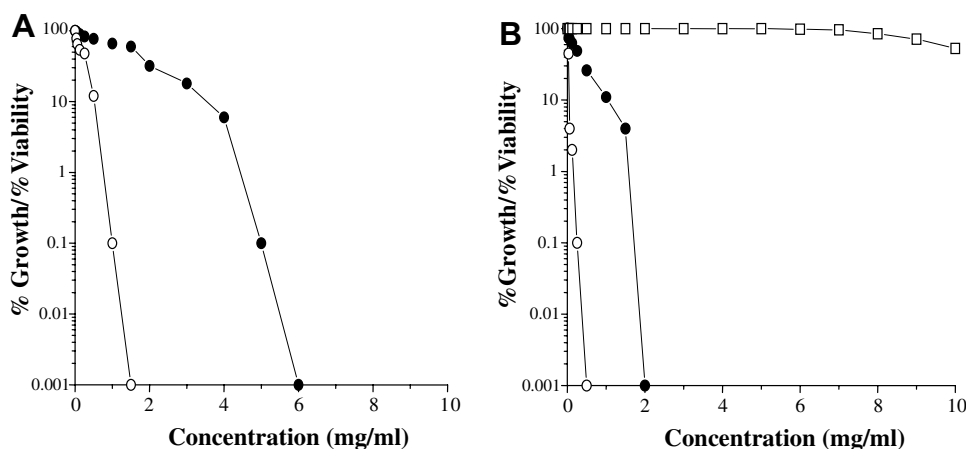 A
100
10
1
0.1
0.01
0.001
% Growth/% Viability
0 2 4 6 8 10
Concentration (mg/ml)
B
100
10
1
0.1
0.01
0.001
%Growth/% Viability
0 2 4 6 8 10
Concentration (mg/ml)